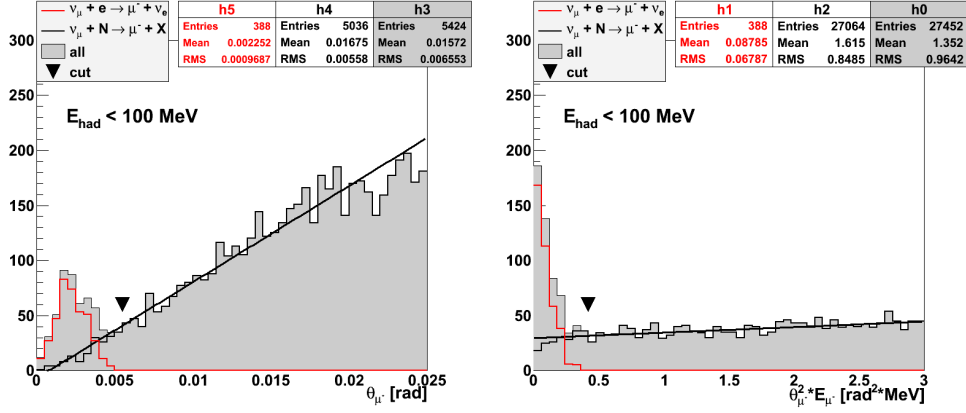 ν_μ + e → μ⁻ + ν_e
ν_μ + N → μ⁻ + X
all
cut
h5 h4 h3
Entries 388 Entries 5036 Entries 5424
Mean 0.002252 Mean 0.01675 Mean 0.01572
RMS 0.0009687 RMS 0.00558 RMS 0.006553
E_had < 100 MeV
300
250
200
150
100
50
0
0 0.005 0.01 0.015 0.02 0.025
θ_μ⁻ [rad]
ν_μ + e → μ⁻ + ν_e
ν_μ + N → μ⁻ + X
all
cut
h1 h2 h0
Entries 388 Entries 27064 Entries 27452
Mean 0.08785 Mean 1.615 Mean 1.352
RMS 0.06787 RMS 0.8485 RMS 0.9642
E_had < 100 MeV
300
250
200
150
100
50
0
0 0.5 1 1.5 2 2.5 3
θ²_μ⁻*E_μ⁻ [rad²*MeV]